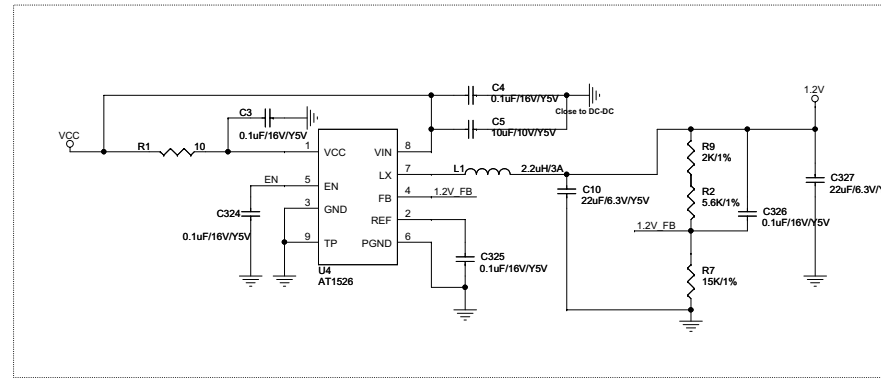 1.2V
C4
0.1uF/16V/Y5V
Close to DC-DC
C3
0.1uF/16V/Y5V
C5
10uF/10V/Y5V
VCC
R1 10
1 VCC VIN 8
R9
2K/1%
LX 7
L1 2.2uH/3A
EN 5 EN
FB 4 1.2V_FB
C10
22uF/6.3V/Y5V
R2
5.6K/1%
C327
22uF/6.3V/Y
3 GND
REF 2
C324
0.1uF/16V/Y5V
C326
0.1uF/16V/Y5V
1.2V_FB
9 TP PGND 6
C325
0.1uF/16V/Y5V
U4
AT1526
R7
15K/1%